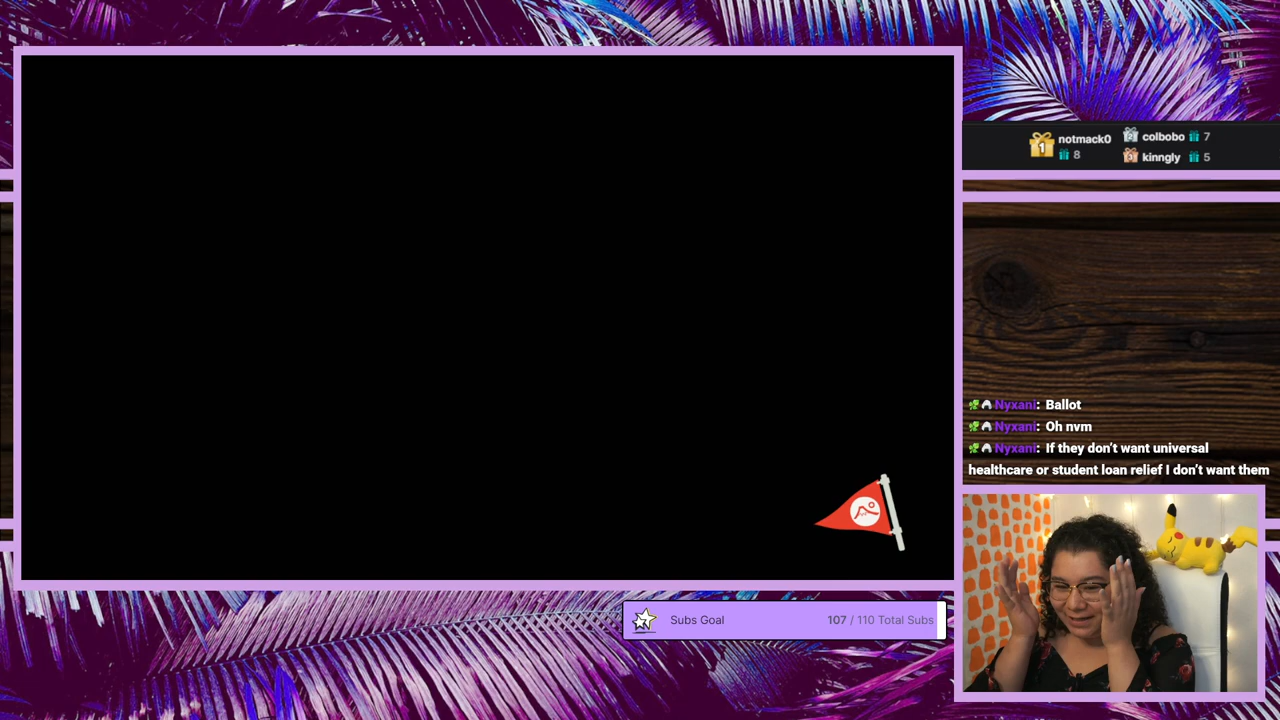 notmack0
8
colbobo 7
kinngly 5
Nyxani: Ballot
Nyxani: Oh nvm
Nyxani: If they don't want universal
healthcare or student loan relief I don't want them
Subs Goal 107 / 110 Total Subs